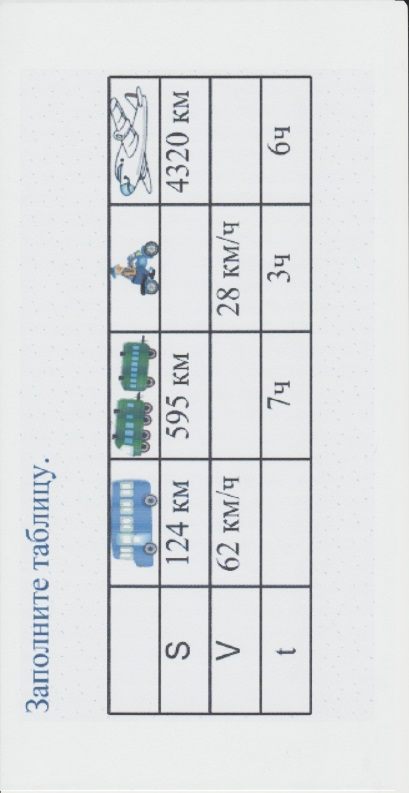 Заполните таблицу.
S 124 км 595 км 4320 км
V 62 км/ч 28 км/ч
t 7ч 3ч 6ч